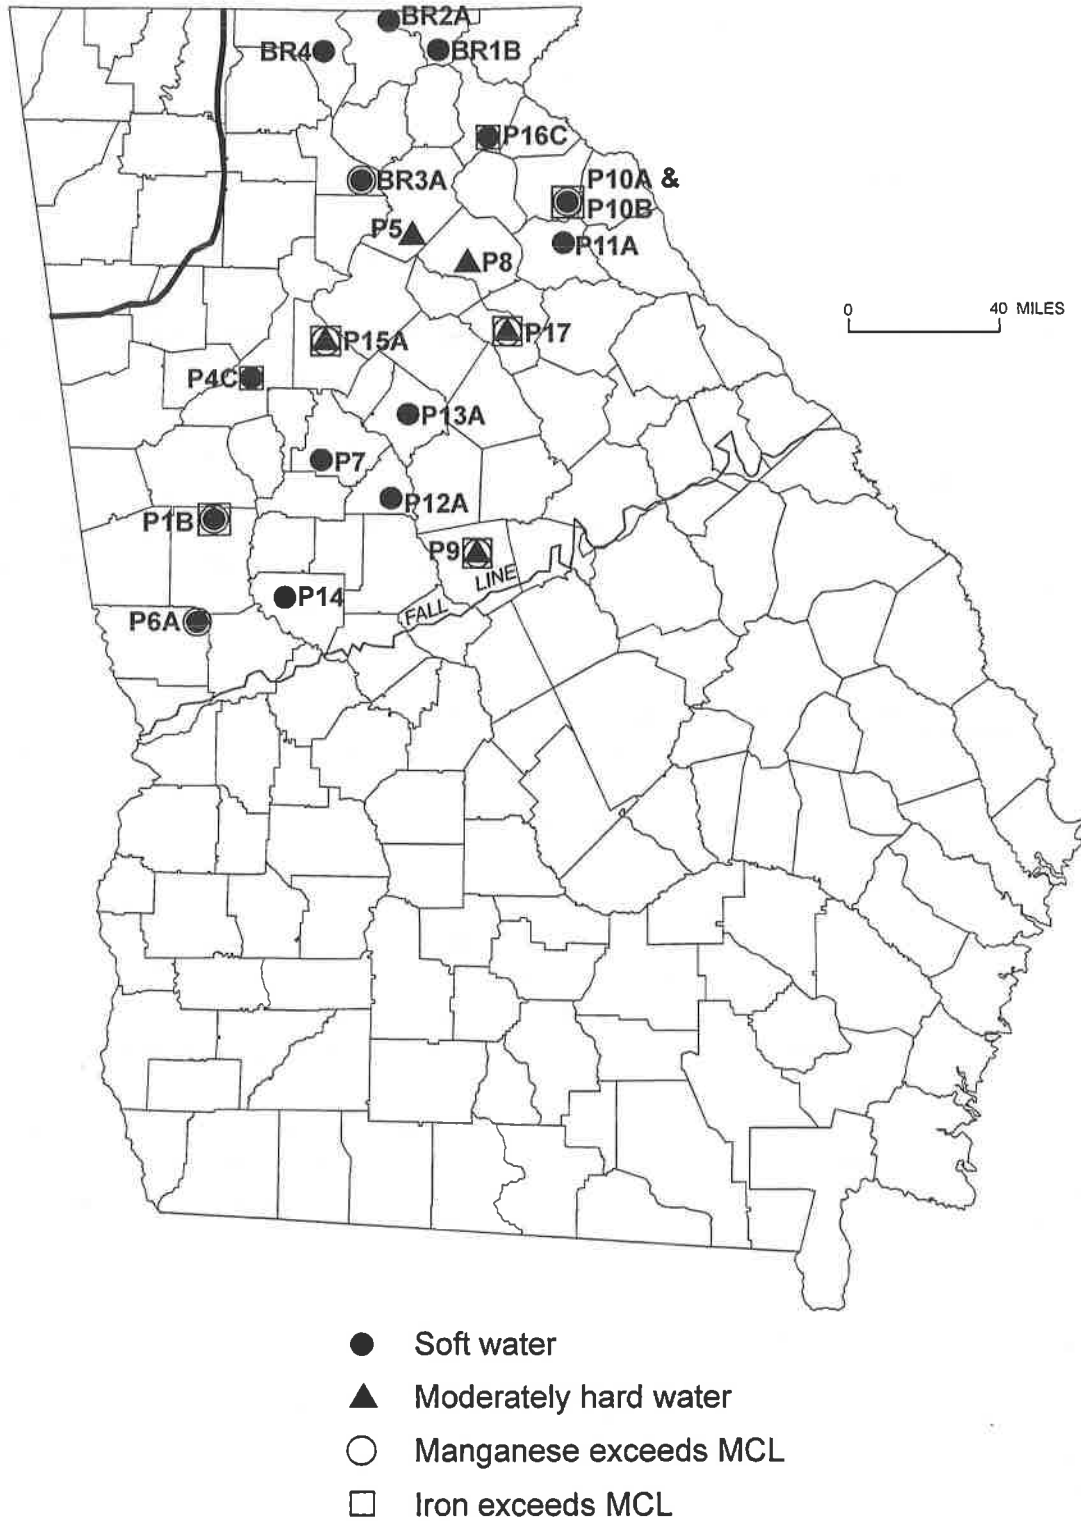 BR2A
BR4
BR1B
P16C
BR3A
P10A &
P10B
P5
P11A
P8
0 40 MILES
P15A
P17
P4C
P13A
P7
P12A
P1B
P9
FALL LINE
P14
P6A
Soft water
Moderately hard water
Manganese exceeds MCL
Iron exceeds MCL